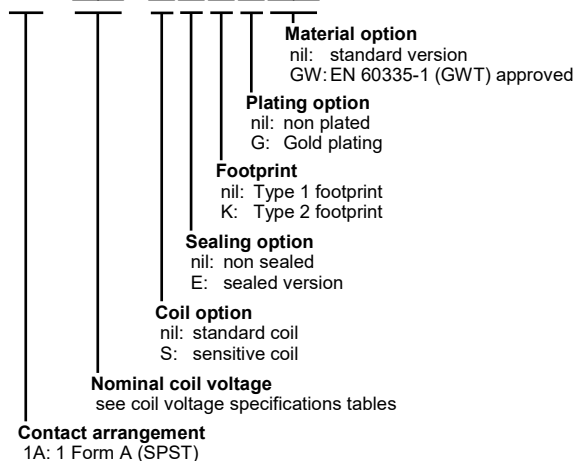 Material option
nil: standard version
GW: EN 60335-1 (GWT) approved
Plating option
nil: non plated
G: Gold plating
Footprint
nil: Type 1 footprint
K: Type 2 footprint
Sealing option
nil: non sealed
E: sealed version
Coil option
nil: standard coil
S: sensitive coil
Nominal coil voltage
see coil voltage specifications tables
Contact arrangement
1A: 1 Form A (SPST)